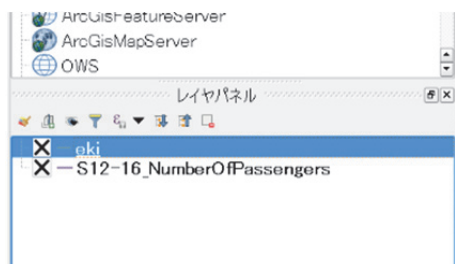 ArcGisFeatureServer
ArcGisMapServer
OWS
レイヤパネル
eki
S12-16_NumberOfPassengers